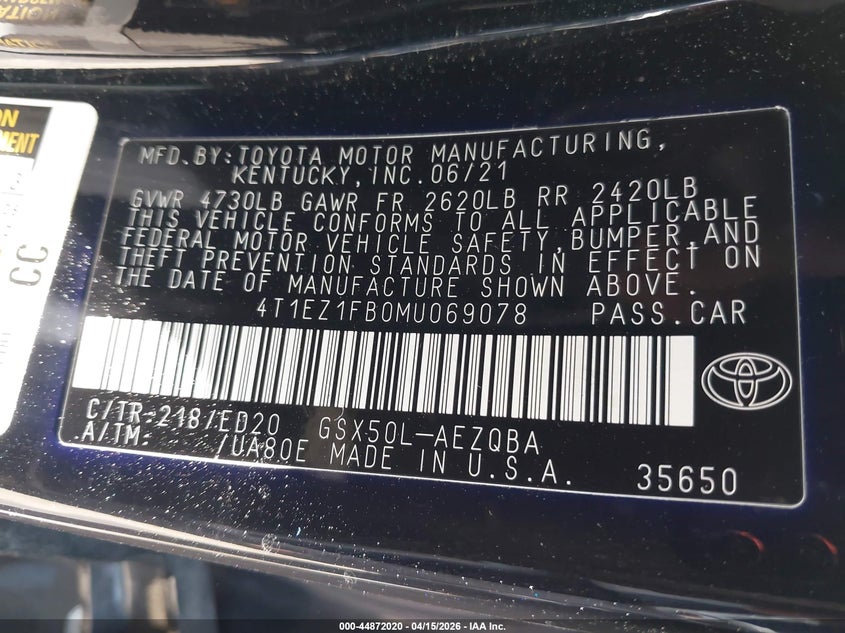 ON
MENT
CC
MFD.BY:TOYOTA MOTOR MANUFACTURING,
KENTUCKY,INC.06/21
GVWR 4730LB GAWR FR 2620LB RR 2420LB
THIS VEHICLE CONFORMS TO ALL APPLICABLE
FEDERAL MOTOR VEHICLE SAFETY,BUMPER,AND
THEFT PREVENTION STANDARDS IN EFFECT ON
THE DATE OF MANUFACTURE SHOWN ABOVE.
4T1EZ1FB0MU069078 PASS.CAR
C/TR:218/ED20 GSX50L-AEZQBA
A/TM: /UA80E MADE IN U.S.A. 35650
000-44872020 - 04/15/2026 - IAA Inc.